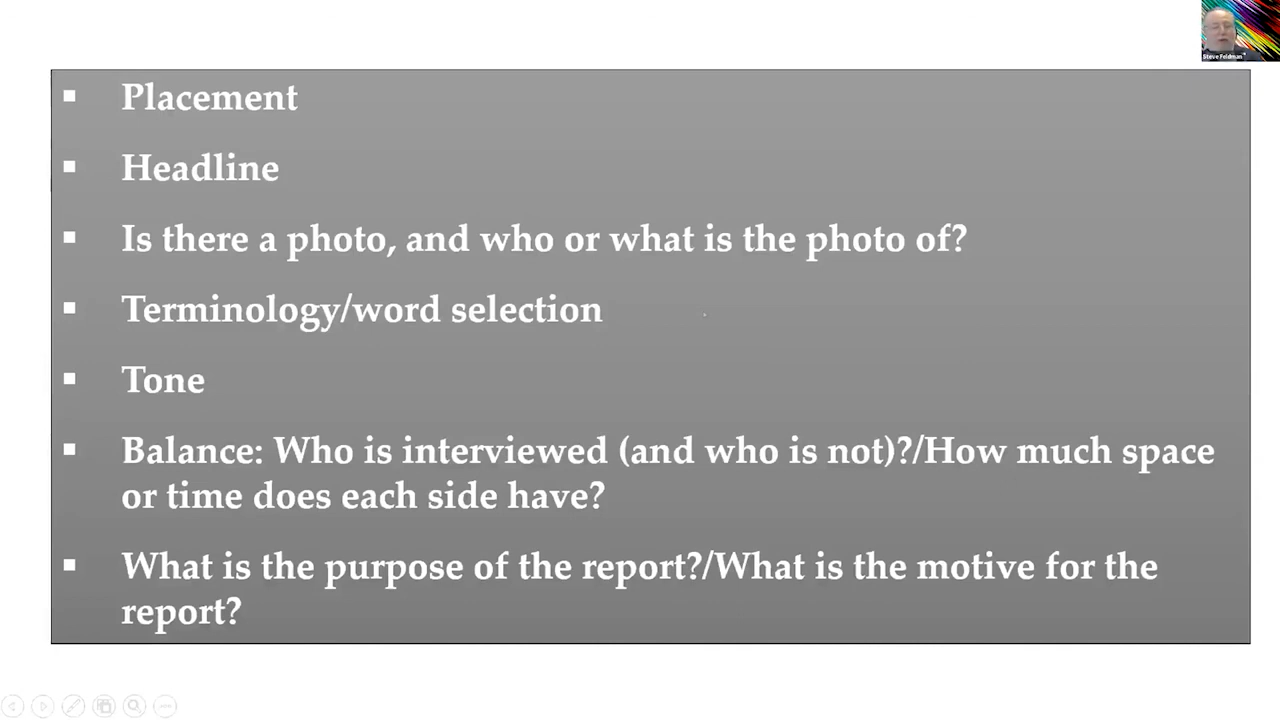 Steve Feldman
Placement
Headline
Is there a photo, and who or what is the photo of?
Terminology/word selection
Tone
Balance: Who is interviewed (and who is not)?/How much space
or time does each side have?
What is the purpose of the report?/What is the motive for the
report?